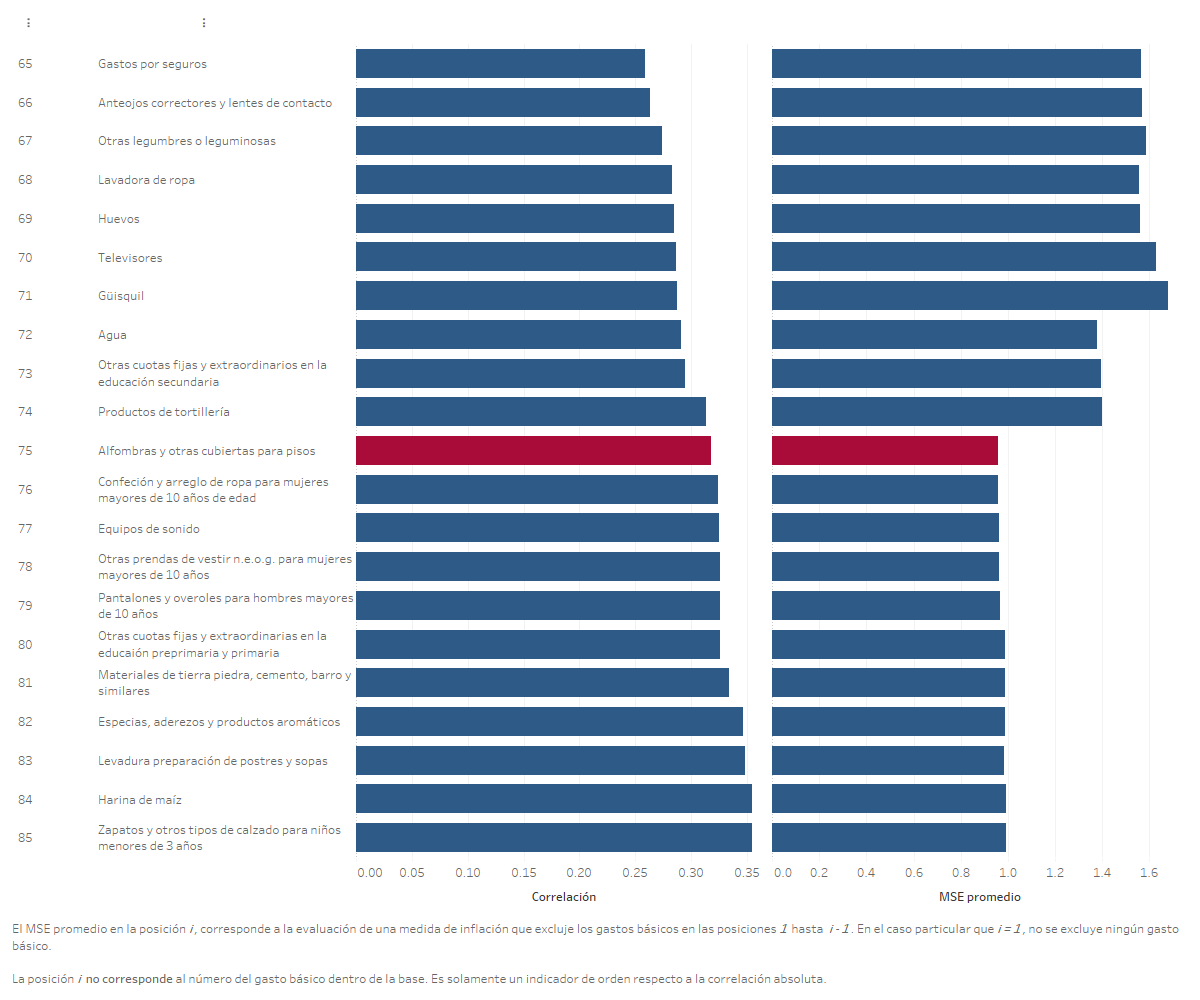 65 Gastos por seguros
66 Anteojos correctores y lentes de contacto
67 Otras legumbres o leguminosas
68 Lavadora de ropa
69 Huevos
70 Televisores
71 Güisquil
72 Agua
73 Otras cuotas fijas y extraordinarios en la
educación secundaria
74 Productos de tortillería
75 Alfombras y otras cubiertas para pisos
76 Confeción y arreglo de ropa para mujeres
mayores de 10 años de edad
77 Equipos de sonido
78 Otras prendas de vestir n.e.o.g. para mujeres
mayores de 10 años
79 Pantalones y overoles para hombres mayores
de 10 años
80 Otras cuotas fijas y extraordinarias en la
educaión preprimaria y primaria
81 Materiales de tierra piedra, cemento, barro y
similares
82 Especias, aderezos y productos aromáticos
83 Levadura preparación de postres y sopas
84 Harina de maíz
85 Zapatos y otros tipos de calzado para niños
menores de 3 años
0.00 0.05 0.10 0.15 0.20 0.25 0.30 0.35 0.0 0.2 0.4 0.6 0.8 1.0 1.2 1.4 1.6
Correlación MSE promedio
El MSE promedio en la posición i, corresponde a la evaluación de una medida de inflación que excluje los gastos básicos en las posiciones 1 hasta i-1. En el caso particular que i=1, no se excluye ningún gasto
básico.
La posición i no corresponde al número del gasto básico dentro de la base. Es solamente un indicador de orden respecto a la correlación absoluta.